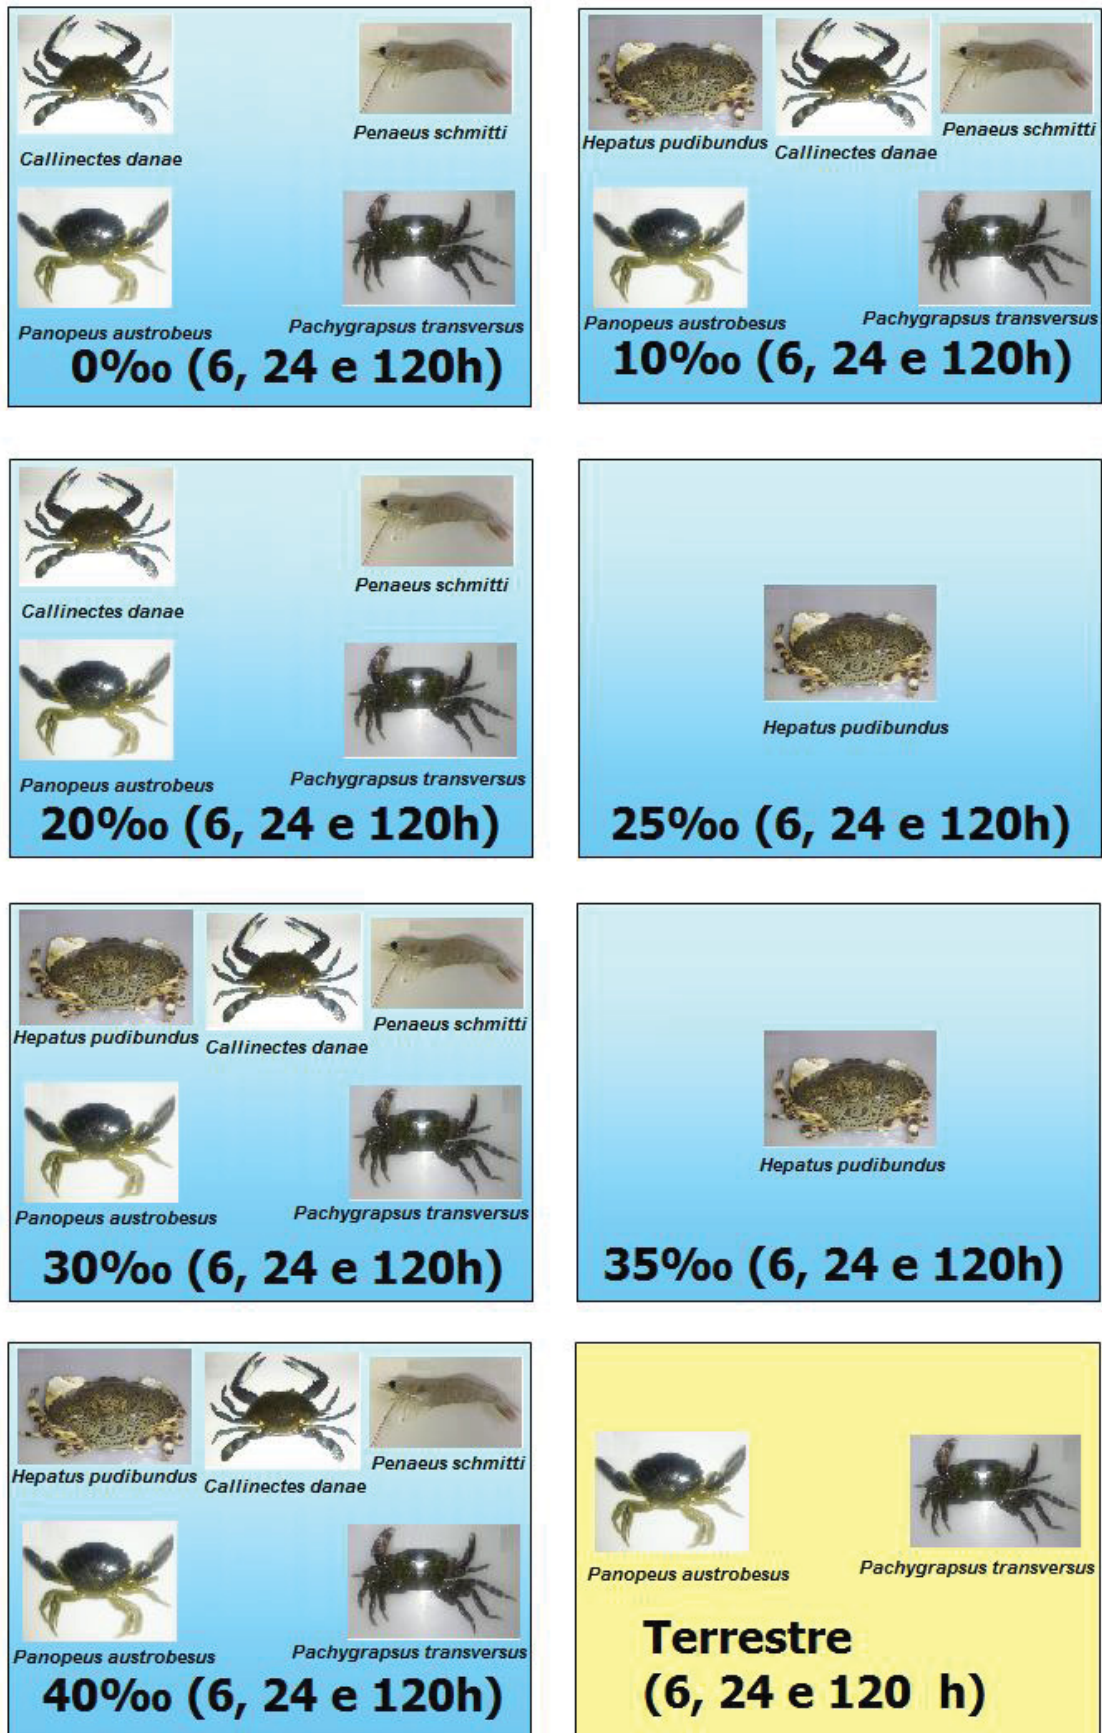 Callinectes danae
Penaeus schmitti
Panopeus austrobeus
Pachygrapsus transversus
0‰ (6, 24 e 120h)
Hepatus pudibundus
Callinectes danae
Penaeus schmitti
Panopeus austrobesus
Pachygrapsus transversus
10‰ (6, 24 e 120h)
Callinectes danae
Penaeus schmitti
Panopeus austrobeus
Pachygrapsus transversus
20‰ (6, 24 e 120h)
Hepatus pudibundus
25‰ (6, 24 e 120h)
Hepatus pudibundus
Callinectes danae
Penaeus schmitti
Panopeus austrobesus
Pachygrapsus transversus
30‰ (6, 24 e 120h)
Hepatus pudibundus
35‰ (6, 24 e 120h)
Hepatus pudibundus
Callinectes danae
Penaeus schmitti
Panopeus austrobesus
Pachygrapsus transversus
40‰ (6, 24 e 120h)
Panopeus austrobesus
Pachygrapsus transversus
Terrestre
(6, 24 e 120 h)